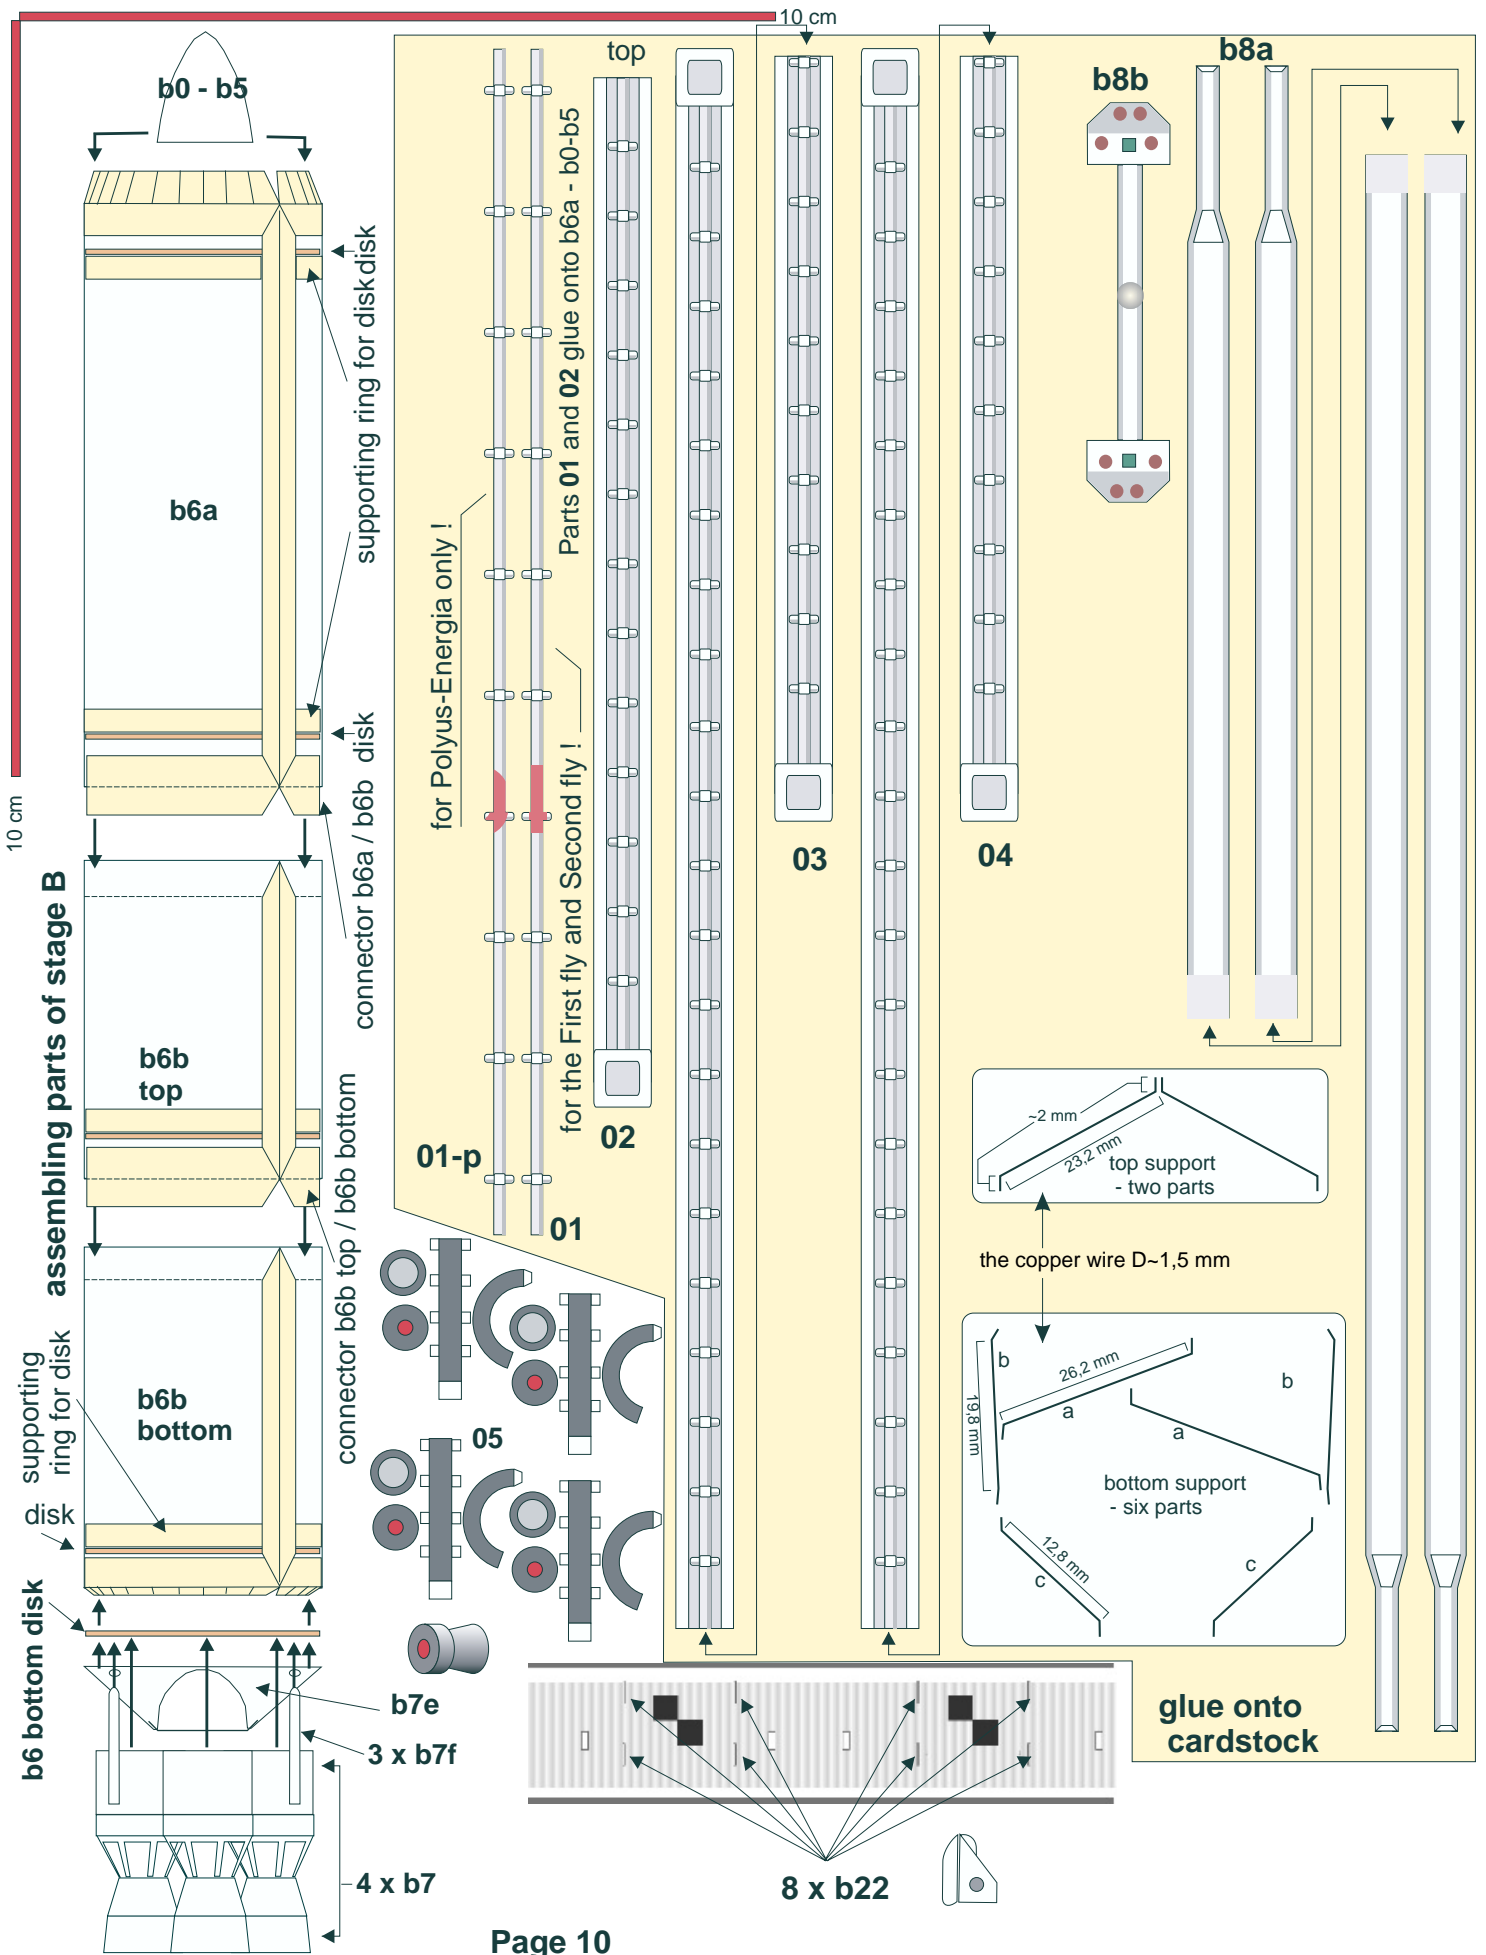 10 cm
10 cm
b0 - b5
top
b8b
b8a
disk
supporting ring for disk
b6a
disk
connector b6a / b6b
assembling parts of stage B
b6b
top
connector b6b top / b6b bottom
b6b
bottom
supporting
ring for disk
disk
b6 bottom disk
b7e
3 x b7f
4 x b7
for Polyus-Energia only !
Parts 01 and 02 glue onto b6a - b0-b5
for the First fly and Second fly !
01-p
01
02
03
04
05
~2 mm
23,2 mm
top support
- two parts
the copper wire D~1,5 mm
b
26,2 mm
19,8 mm
a
a
b
bottom support
- six parts
12,8 mm
c
c
glue onto
cardstock
8 x b22
Page 10